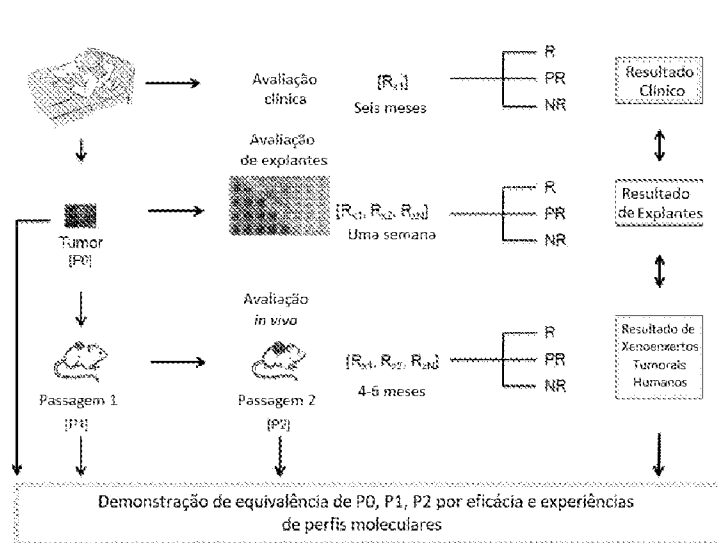 Avaliação
clínica
[Rx1]
Seis meses
R
PR
NR
Resultado
Clínico
Avaliação
de explantes
Tumor
[P0]
[Rx1, Rx2, RxN]
Uma semana
R
PR
NR
Resultado
de Explantes
Avaliação
in vivo
Passagem 1
[P1]
Passagem 2
[P2]
[Rx1, Rx2, RxN]
4-6 meses
R
PR
NR
Resultado de
Xenoenxertos
Tumorais
Humanos
Demonstração de equivalência de P0, P1, P2 por eficácia e experiências
de perfis moleculares